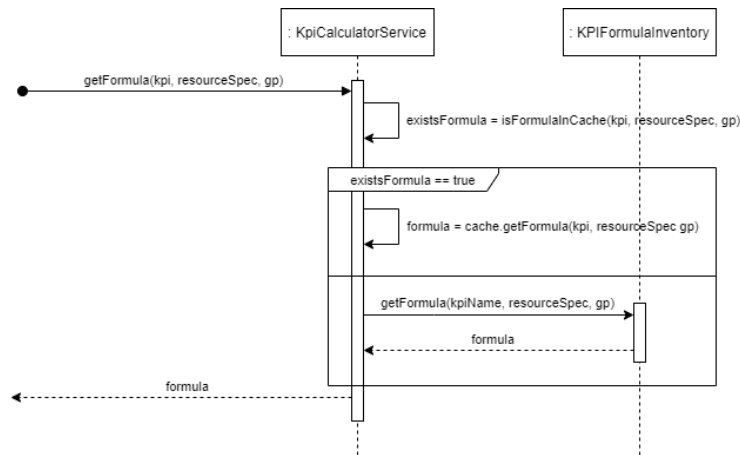 : KpiCalculatorService
: KPIFormulaInventory
getFormula(kpi, resourceSpec, gp)
existsFormula = isFormulaInCache(kpi, resourceSpec, gp)
existsFormula == true
formula = cache.getFormula(kpi, resourceSpec gp)
getFormula(kpiName, resourceSpec, gp)
formula
formula